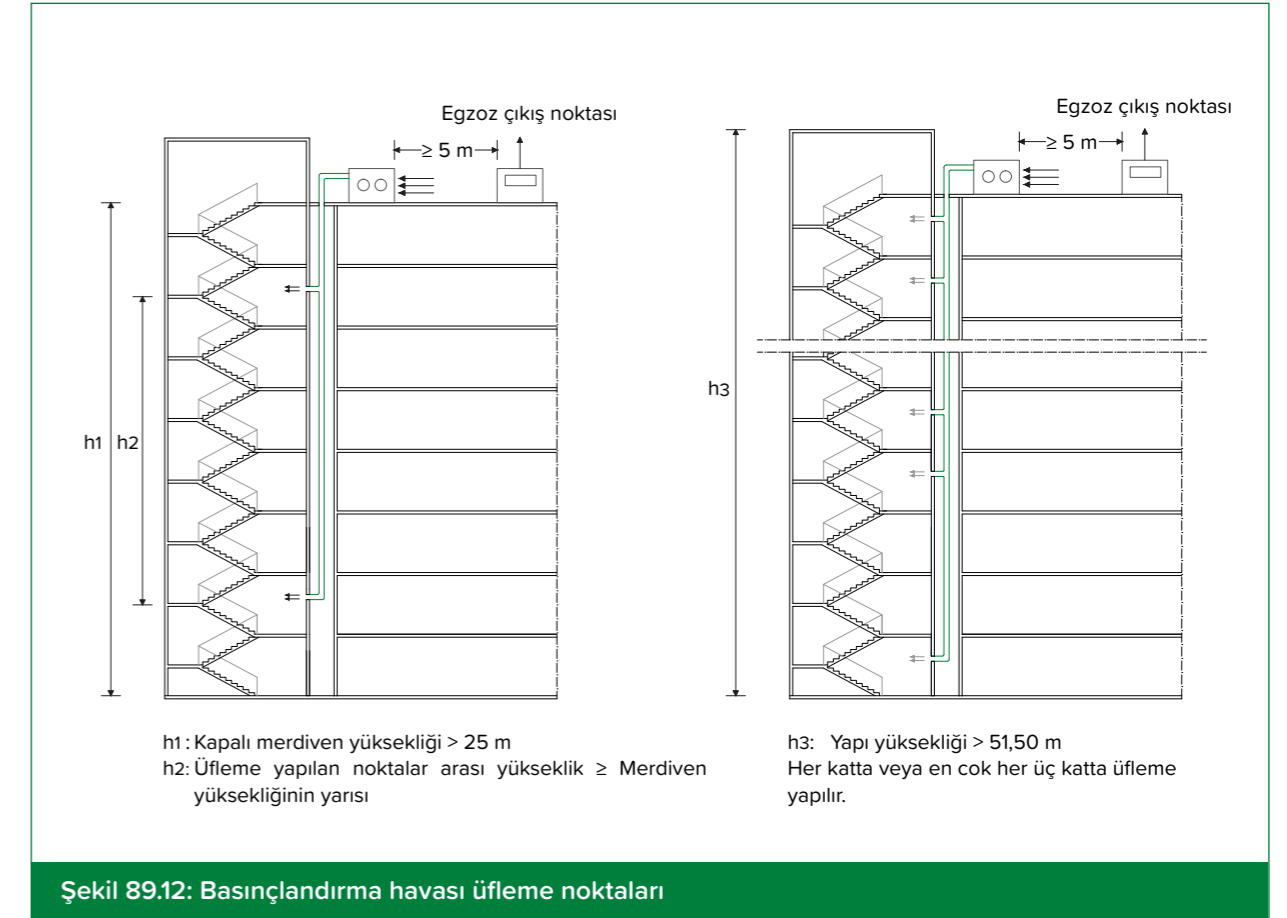 Egzoz çıkış noktası
≥ 5 m
h1
h2
Egzoz çıkış noktası
≥ 5 m
h3
h1 : Kapalı merdiven yüksekliği > 25 m
h2: Üfleme yapılan noktalar arası yükseklik ≥ Merdiven
yüksekliğinin yarısı
h3: Yapı yüksekliği > 51,50 m
Her katta veya en cok her üç katta üfleme
yapılır.
Şekil 89.12: Basınçlandırma havası üfleme noktaları